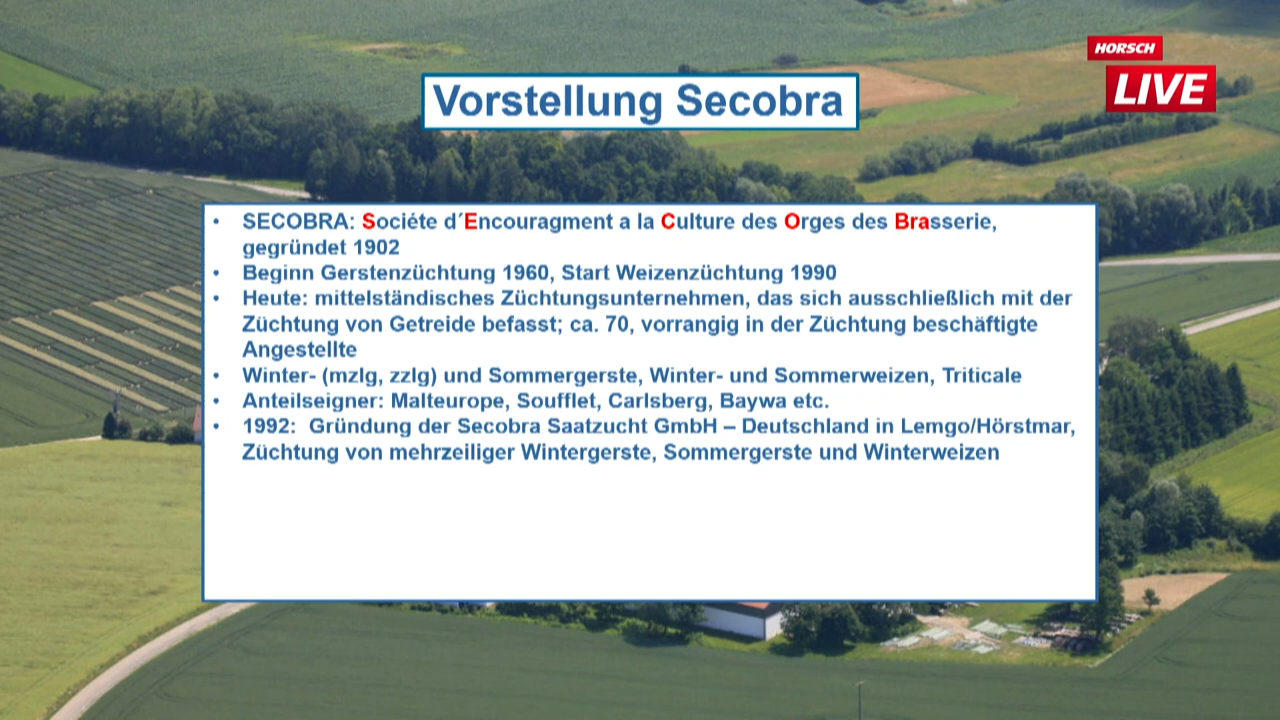 HORSCH
LIVE
Vorstellung Secobra
• SECOBRA: Sociéte d´Encouragment a la Culture des Orges des Brasserie,
gegründet 1902
• Beginn Gerstenzüchtung 1960, Start Weizenzüchtung 1990
• Heute: mittelständisches Züchtungsunternehmen, das sich ausschließlich mit der
Züchtung von Getreide befasst; ca. 70, vorrangig in der Züchtung beschäftigte
Angestellte
• Winter- (mzlg, zzlg) und Sommergerste, Winter- und Sommerweizen, Triticale
• Anteilseigner: Malteurope, Soufflet, Carlsberg, Baywa etc.
• 1992:  Gründung der Secobra Saatzucht GmbH – Deutschland in Lemgo/Hörstmar,
Züchtung von mehrzeiliger Wintergerste, Sommergerste und Winterweizen